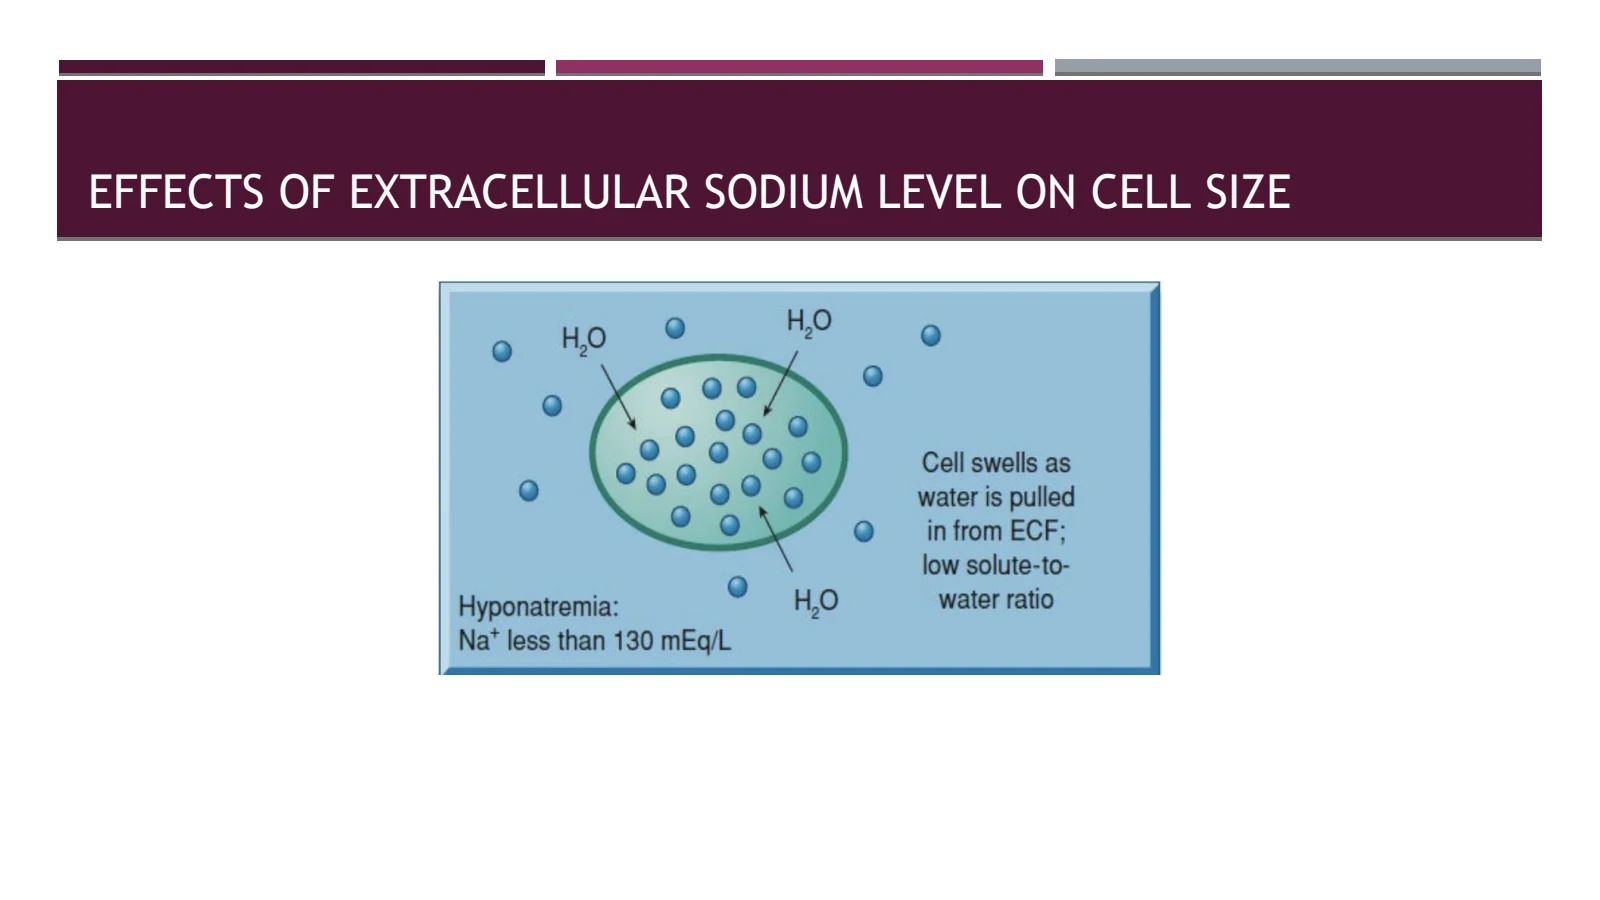 EFFECTS OF EXTRACELLULAR SODIUM LEVEL ON CELL SIZE
H₂O
H₂O
Cell swells as
water is pulled
in from ECF;
low solute-to-
water ratio
H₂O
Hyponatremia:
Na⁺ less than 130 mEq/L